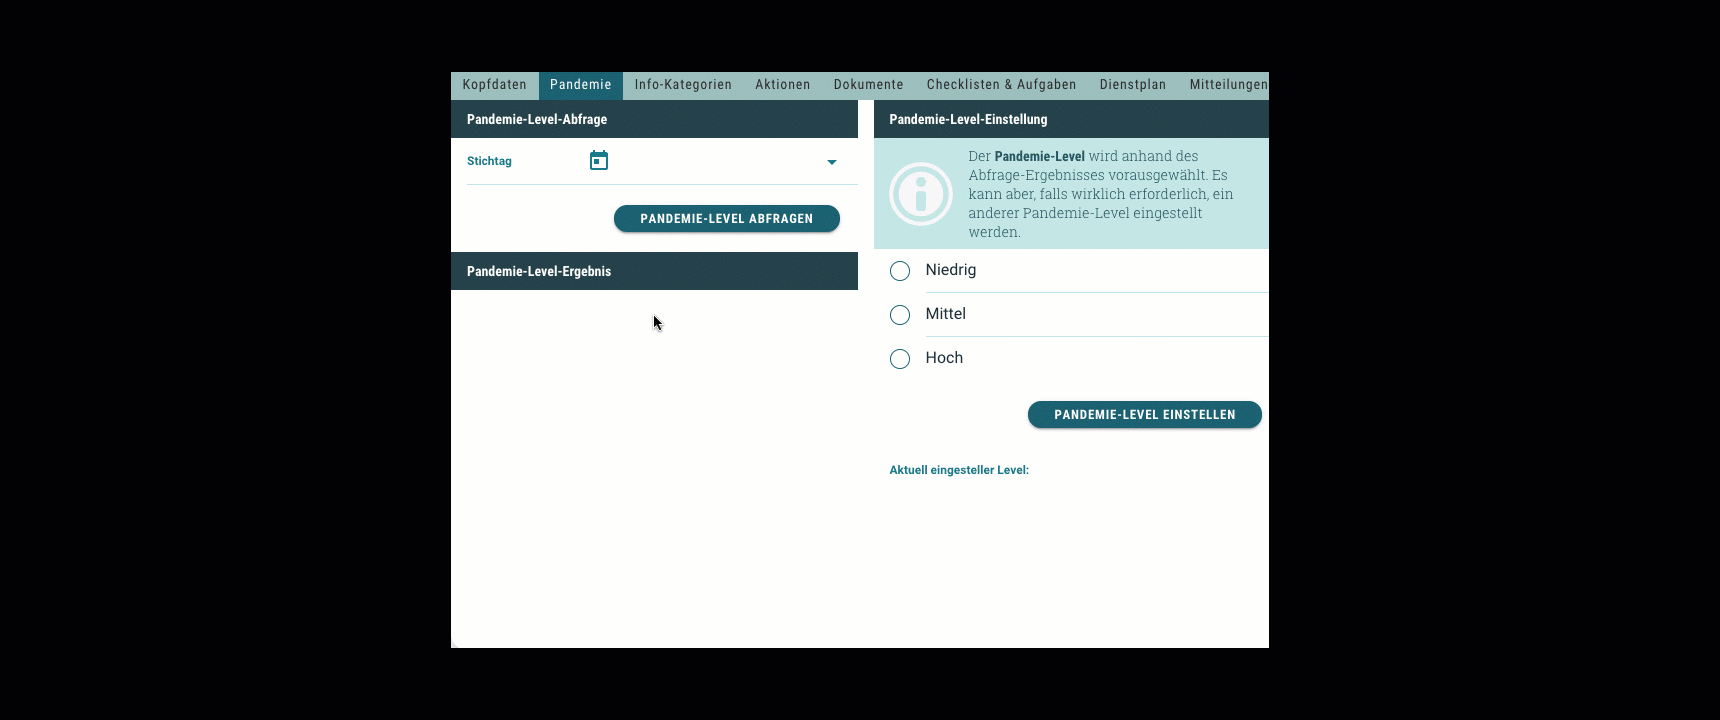 Kopfdaten Pandemie Info-Kategorien Aktionen Dokumente Checklisten & Aufgaben Dienstplan Mitteilungen
Pandemie-Level-Abfrage
Stichtag
PANDEMIE-LEVEL ABFRAGEN
Pandemie-Level-Ergebnis
Pandemie-Level-Einstellung
Der Pandemie-Level wird anhand des
Abfrage-Ergebnisses vorausgewählt. Es
kann aber, falls wirklich erforderlich, ein
anderer Pandemie-Level eingestellt
werden.
Niedrig
Mittel
Hoch
PANDEMIE-LEVEL EINSTELLEN
Aktuell eingesteller Level: